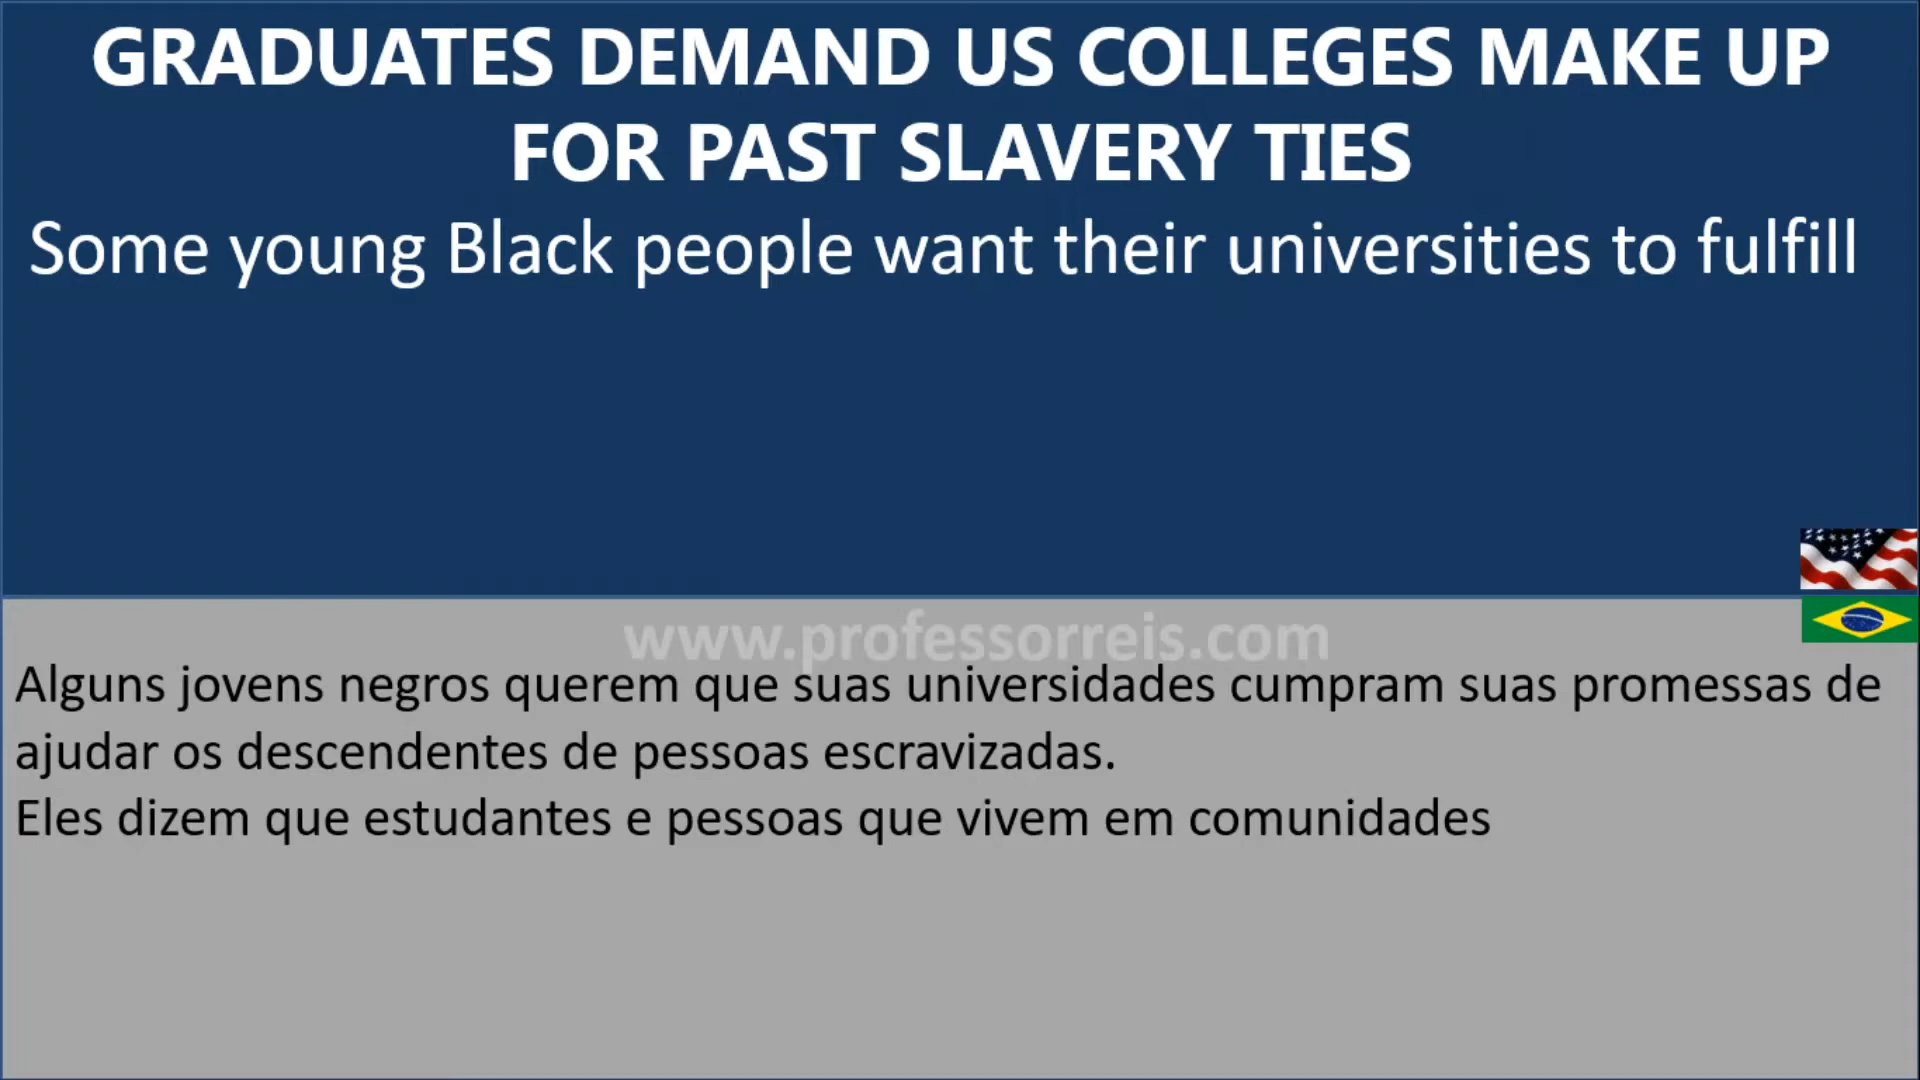 GRADUATES DEMAND US COLLEGES MAKE UP
FOR PAST SLAVERY TIES
Some young Black people want their universities to fulfill
www.professorreis.com
Alguns jovens negros querem que suas universidades cumpram suas promessas de
ajudar os descendentes de pessoas escravizadas.
Eles dizem que estudantes e pessoas que vivem em comunidades